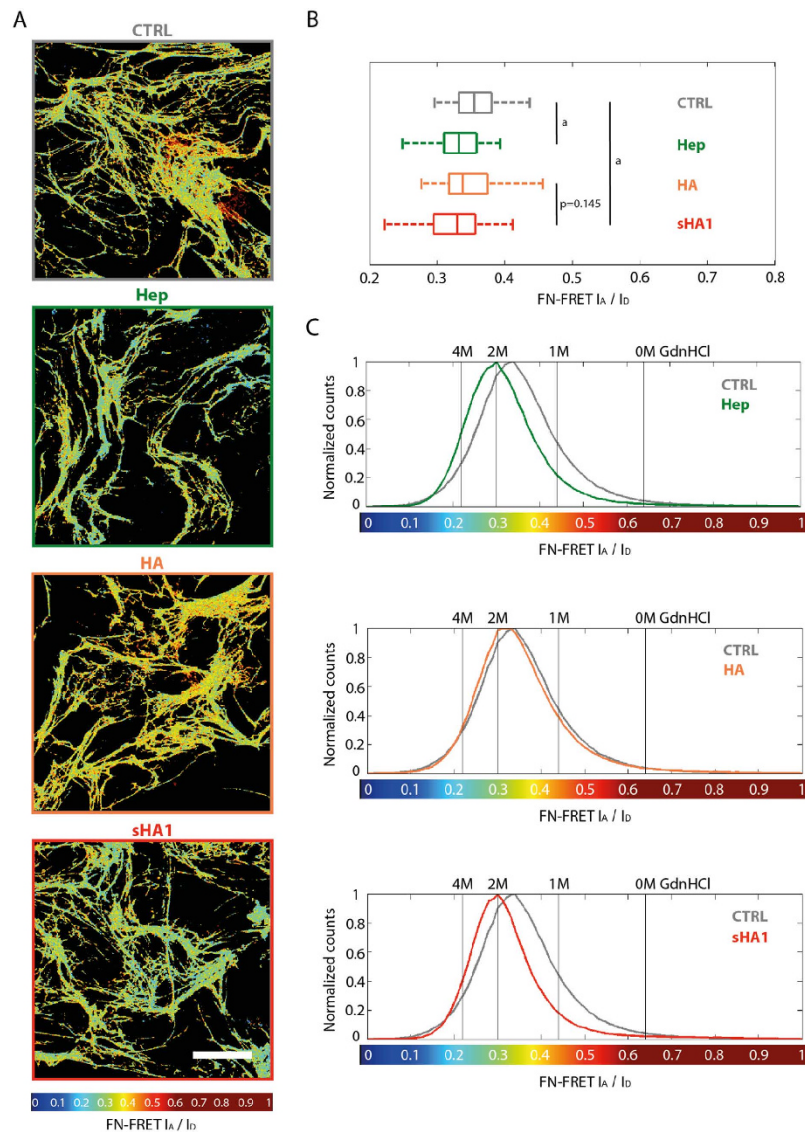 A
CTRL
Hep
HA
sHA1
0 0.1 0.2 0.3 0.4 0.5 0.6 0.7 0.8 0.9 1
FN-FRET IA / ID
B
CTRL
Hep
HA
sHA1
a
a
p=0.145
0.2 0.3 0.4 0.5 0.6 0.7 0.8
FN-FRET IA / ID
C
4M 2M 1M 0M GdnHCl
1
0.8
0.6
0.4
0.2
0
Normalized counts
CTRL
Hep
0 0.1 0.2 0.3 0.4 0.5 0.6 0.7 0.8 0.9 1
FN-FRET IA / ID
4M 2M 1M 0M GdnHCl
1
0.8
0.6
0.4
0.2
0
Normalized counts
CTRL
HA
0 0.1 0.2 0.3 0.4 0.5 0.6 0.7 0.8 0.9 1
FN-FRET IA / ID
4M 2M 1M 0M GdnHCl
1
0.8
0.6
0.4
0.2
0
Normalized counts
CTRL
sHA1
0 0.1 0.2 0.3 0.4 0.5 0.6 0.7 0.8 0.9 1
FN-FRET IA / ID